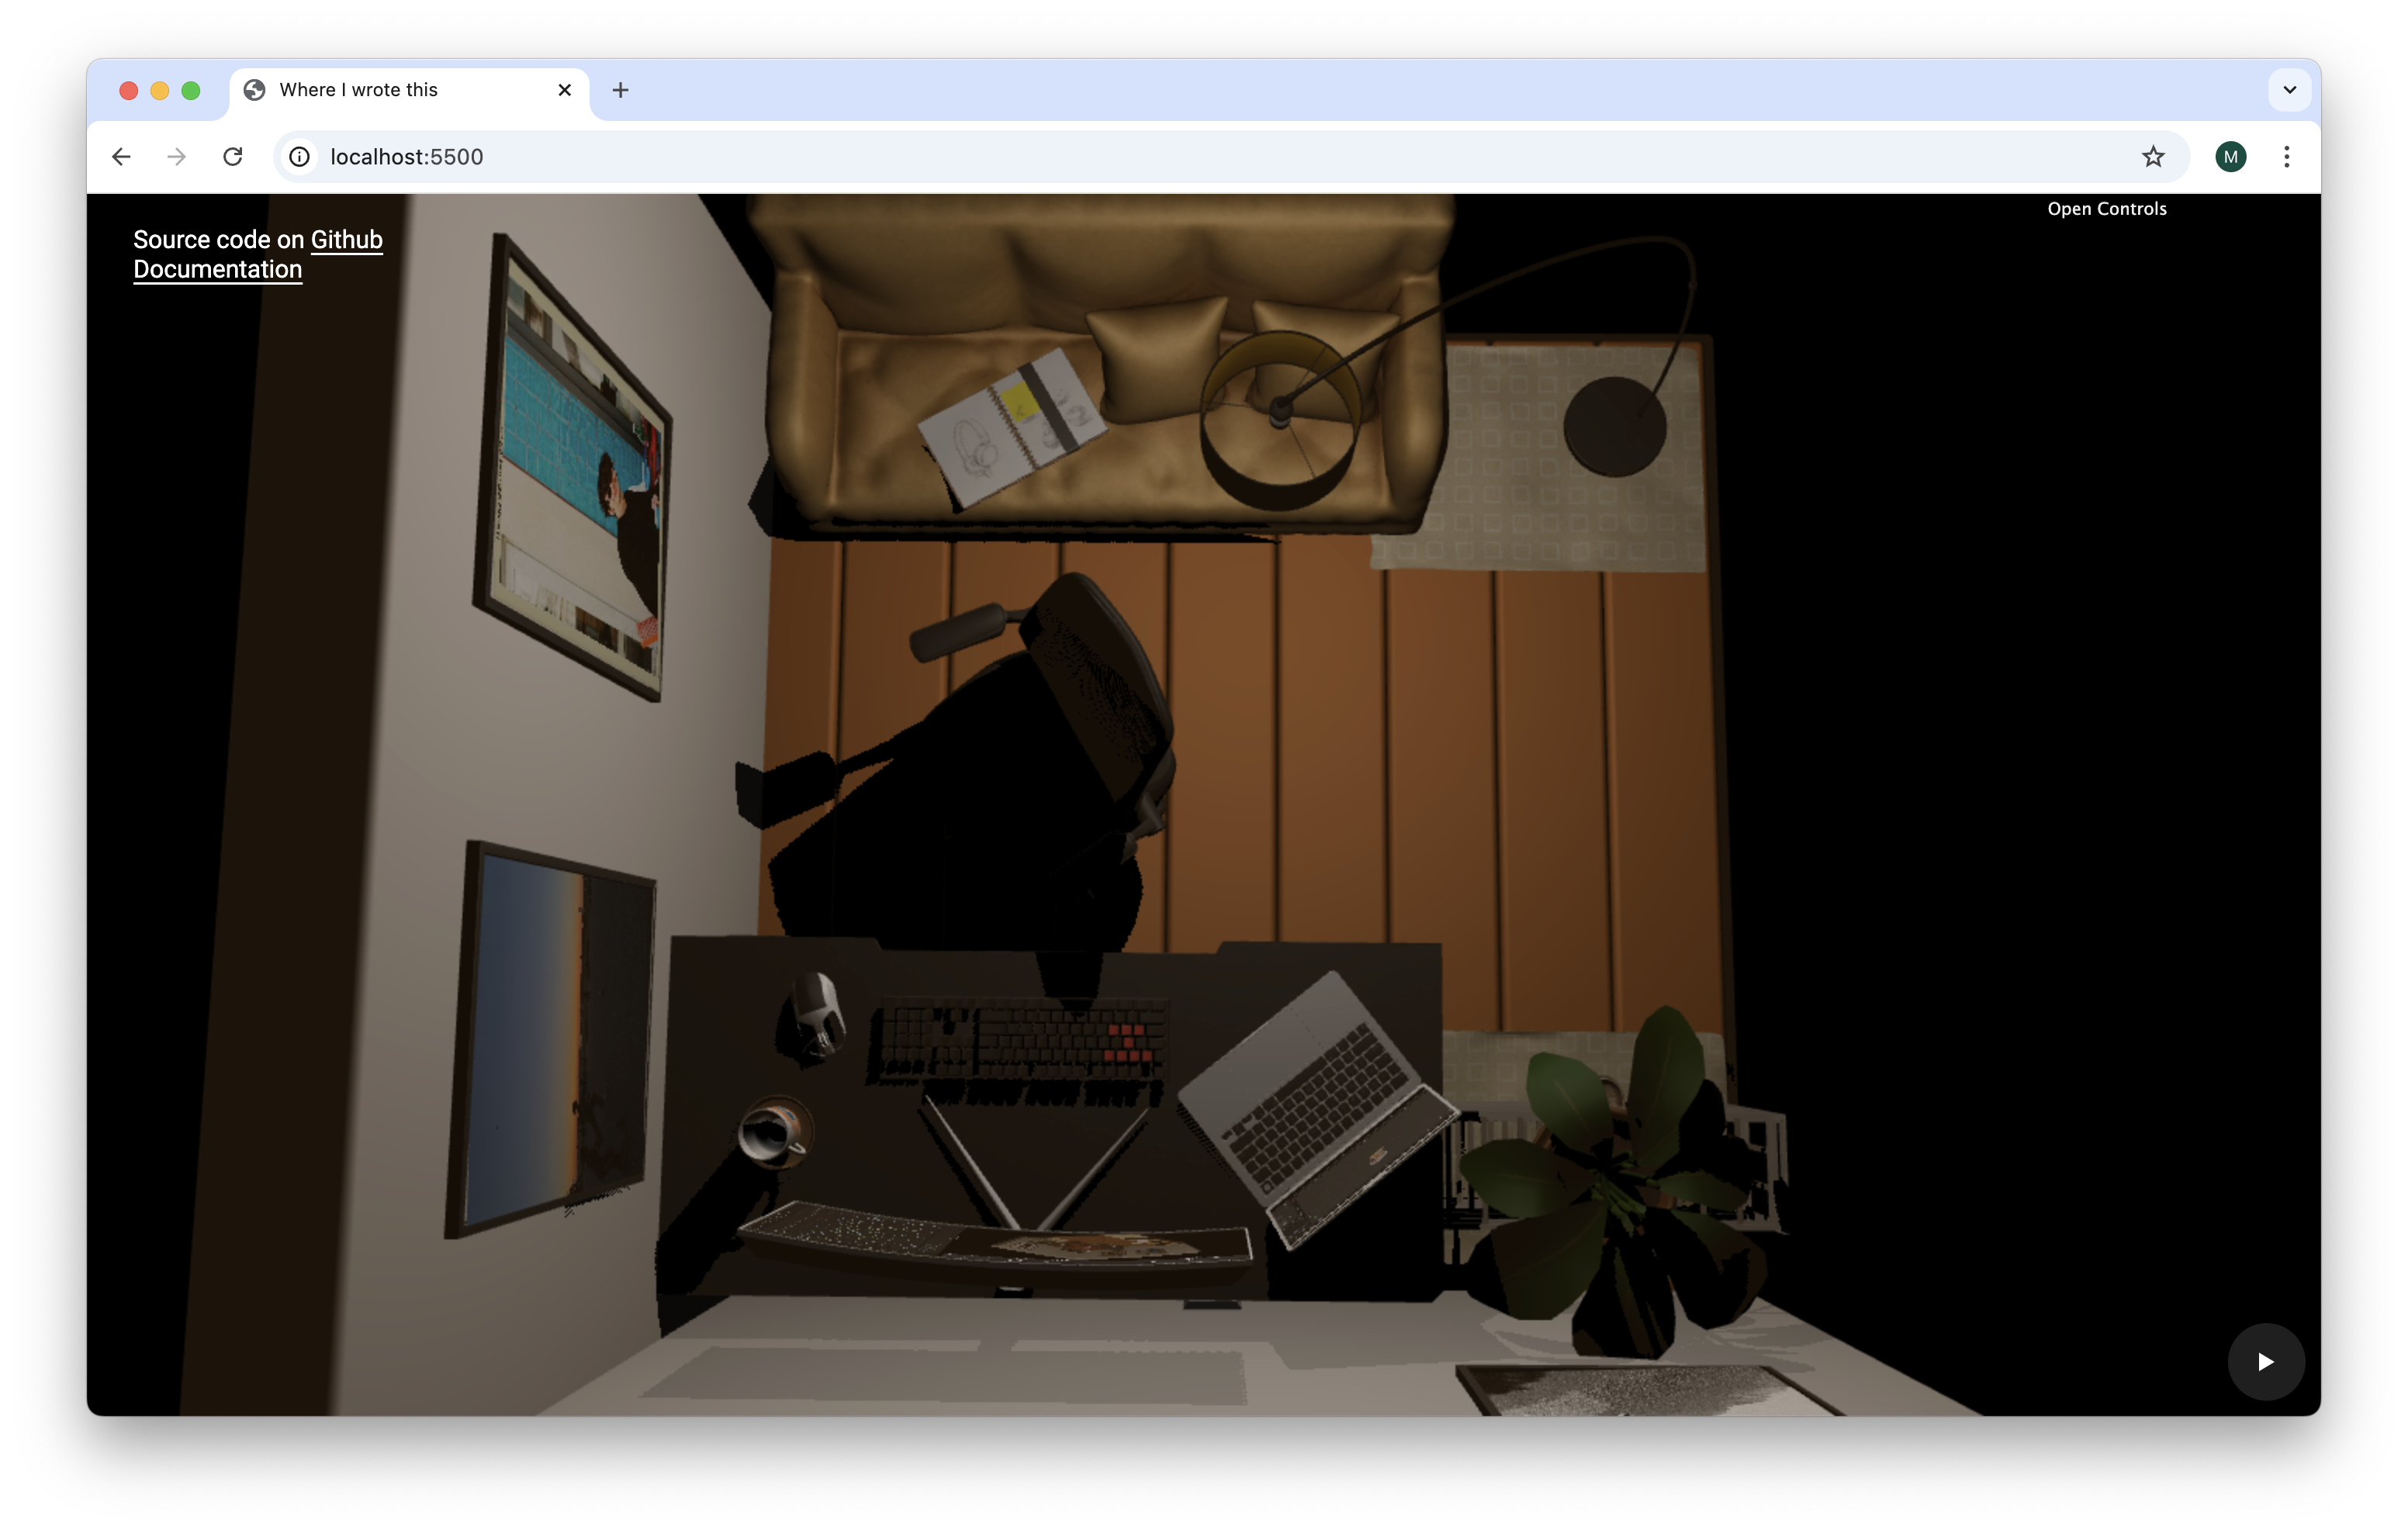 Where I wrote this
localhost:5500
M
Open Controls
Source code on Github
Documentation